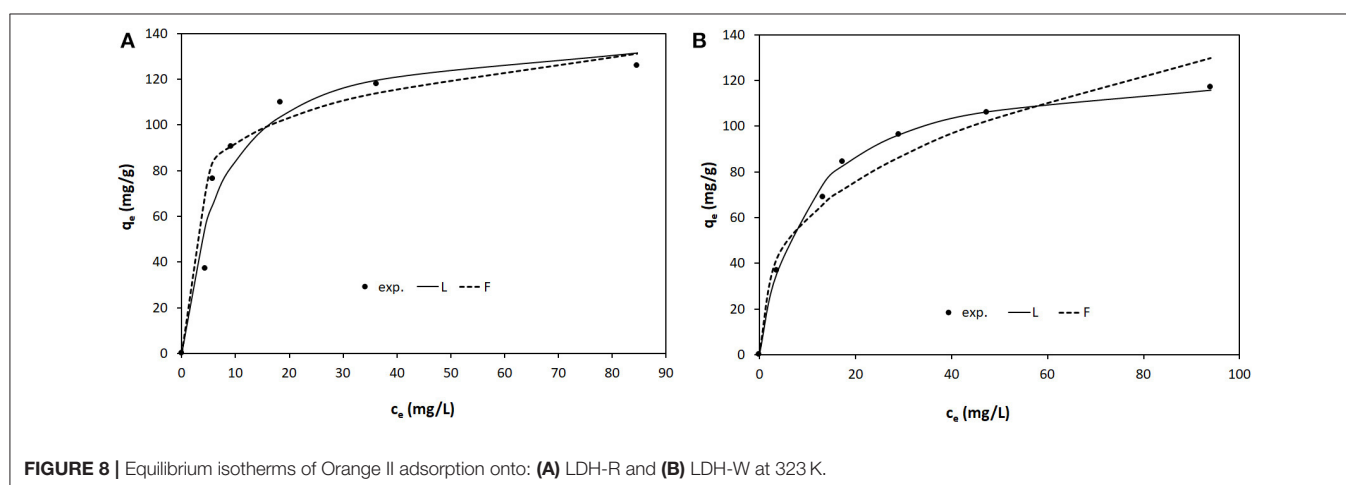 A
140
120
100
80
60
40
20
0
qe (mg/g)
exp. L F
0 10 20 30 40 50 60 70 80 90
ce (mg/L)
B
140
120
100
80
60
40
20
0
qe (mg/g)
exp. L F
0 20 40 60 80 100
ce (mg/L)
FIGURE 8 | Equilibrium isotherms of Orange II adsorption onto: (A) LDH-R and (B) LDH-W at 323 K.